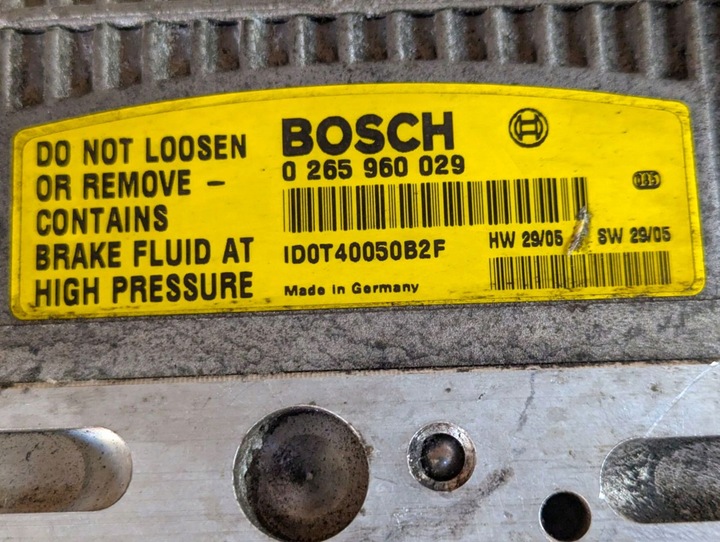 DO NOT LOOSEN
OR REMOVE –
CONTAINS
BRAKE FLUID AT
HIGH PRESSURE
BOSCH
0 265 960 029
ID0T40050B2F
Made in Germany
085
HW 29/05 SW 29/05